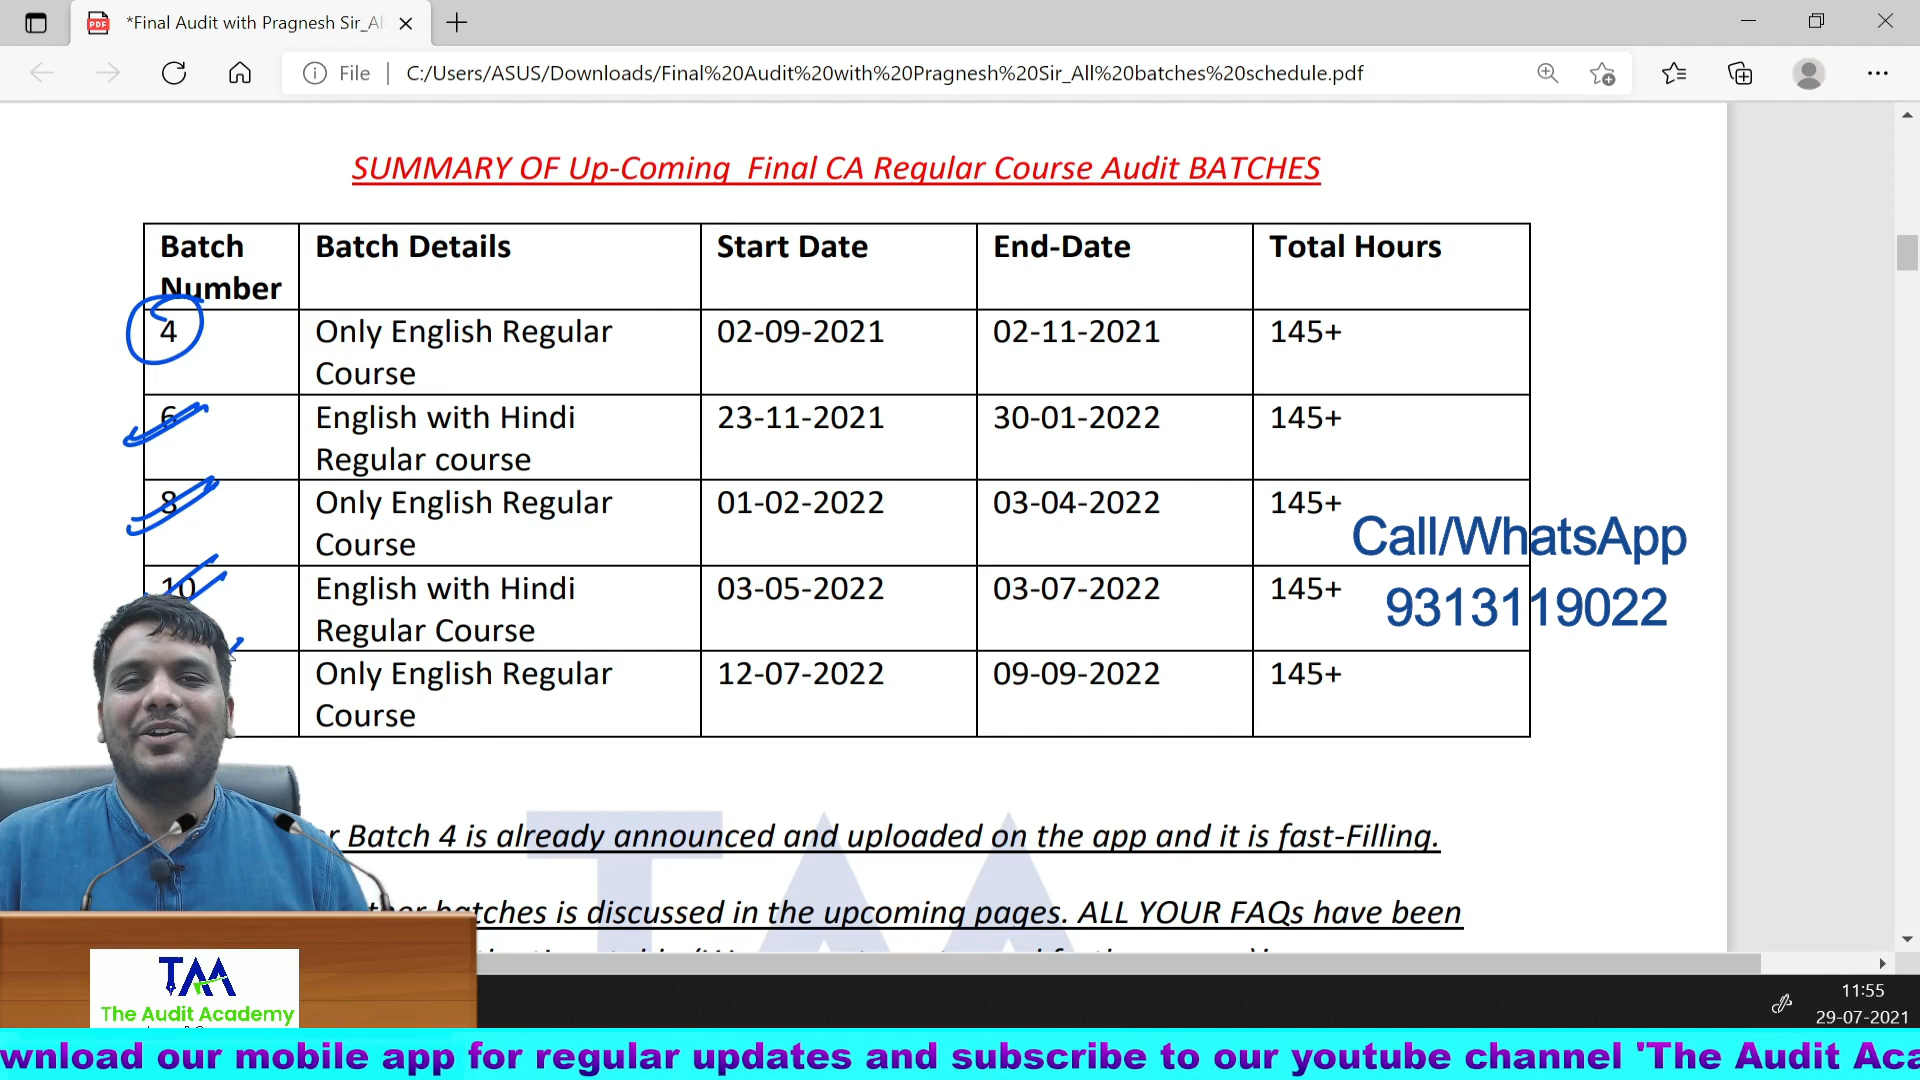 *Final Audit with Pragnesh Sir_Al
File
C:/Users/ASUS/Downloads/Final%20Audit%20with%20Pragnesh%20Sir_All%20batches%20schedule.pdf
SUMMARY OF Up-Coming Final CA Regular Course Audit BATCHES
Batch Number Batch Details Start Date End-Date Total Hours
4 Only English Regular Course 02-09-2021 02-11-2021 145+
6 English with Hindi Regular course 23-11-2021 30-01-2022 145+
8 Only English Regular Course 01-02-2022 03-04-2022 145+
10 English with Hindi Regular Course 03-05-2022 03-07-2022 145+
Only English Regular Course 12-07-2022 09-09-2022 145+
Call/WhatsApp
9313119022
Batch 4 is already announced and uploaded on the app and it is fast-Filling.
batches is discussed in the upcoming pages. ALL YOUR FAQs have been
TAA
TAA
The Audit Academy
11:55
29-07-2021
wnload our mobile app for regular updates and subscribe to our youtube channel 'The Audit Aca